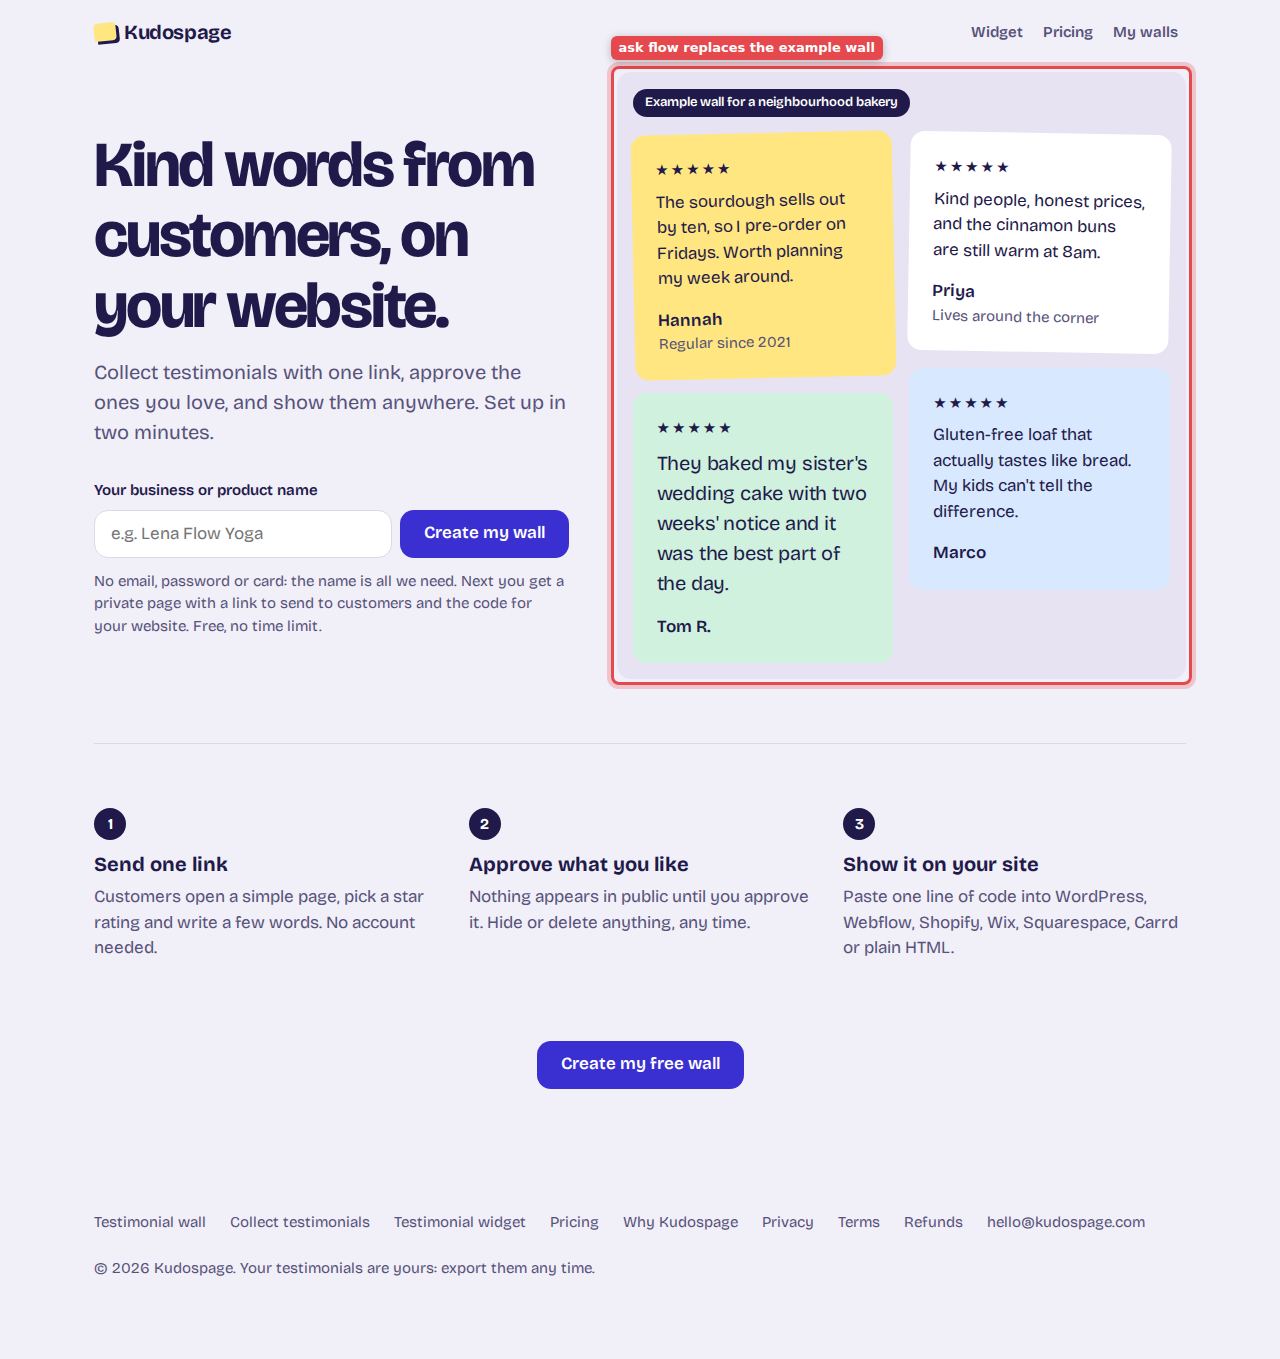 Kudospage
Widget
Pricing
My walls
ask flow replaces the example wall
Kind words from
customers, on
your website.
Collect testimonials with one link, approve the
ones you love, and show them anywhere. Set up in
two minutes.
Your business or product name
e.g. Lena Flow Yoga
Create my wall
No email, password or card: the name is all we need. Next you get a
private page with a link to send to customers and the code for
your website. Free, no time limit.
Example wall for a neighbourhood bakery
★★★★★
The sourdough sells out
by ten, so I pre-order on
Fridays. Worth planning
my week around.
Hannah
Regular since 2021
★★★★★
They baked my sister's
wedding cake with two
weeks' notice and it
was the best part of
the day.
Tom R.
★★★★★
Kind people, honest prices,
and the cinnamon buns
are still warm at 8am.
Priya
Lives around the corner
★★★★★
Gluten-free loaf that
actually tastes like bread.
My kids can't tell the
difference.
Marco
1
Send one link
Customers open a simple page, pick a star
rating and write a few words. No account
needed.
2
Approve what you like
Nothing appears in public until you approve
it. Hide or delete anything, any time.
3
Show it on your site
Paste one line of code into WordPress,
Webflow, Shopify, Wix, Squarespace, Carrd
or plain HTML.
Create my free wall
Testimonial wall
Collect testimonials
Testimonial widget
Pricing
Why Kudospage
Privacy
Terms
Refunds
hello@kudospage.com
© 2026 Kudospage. Your testimonials are yours: export them any time.